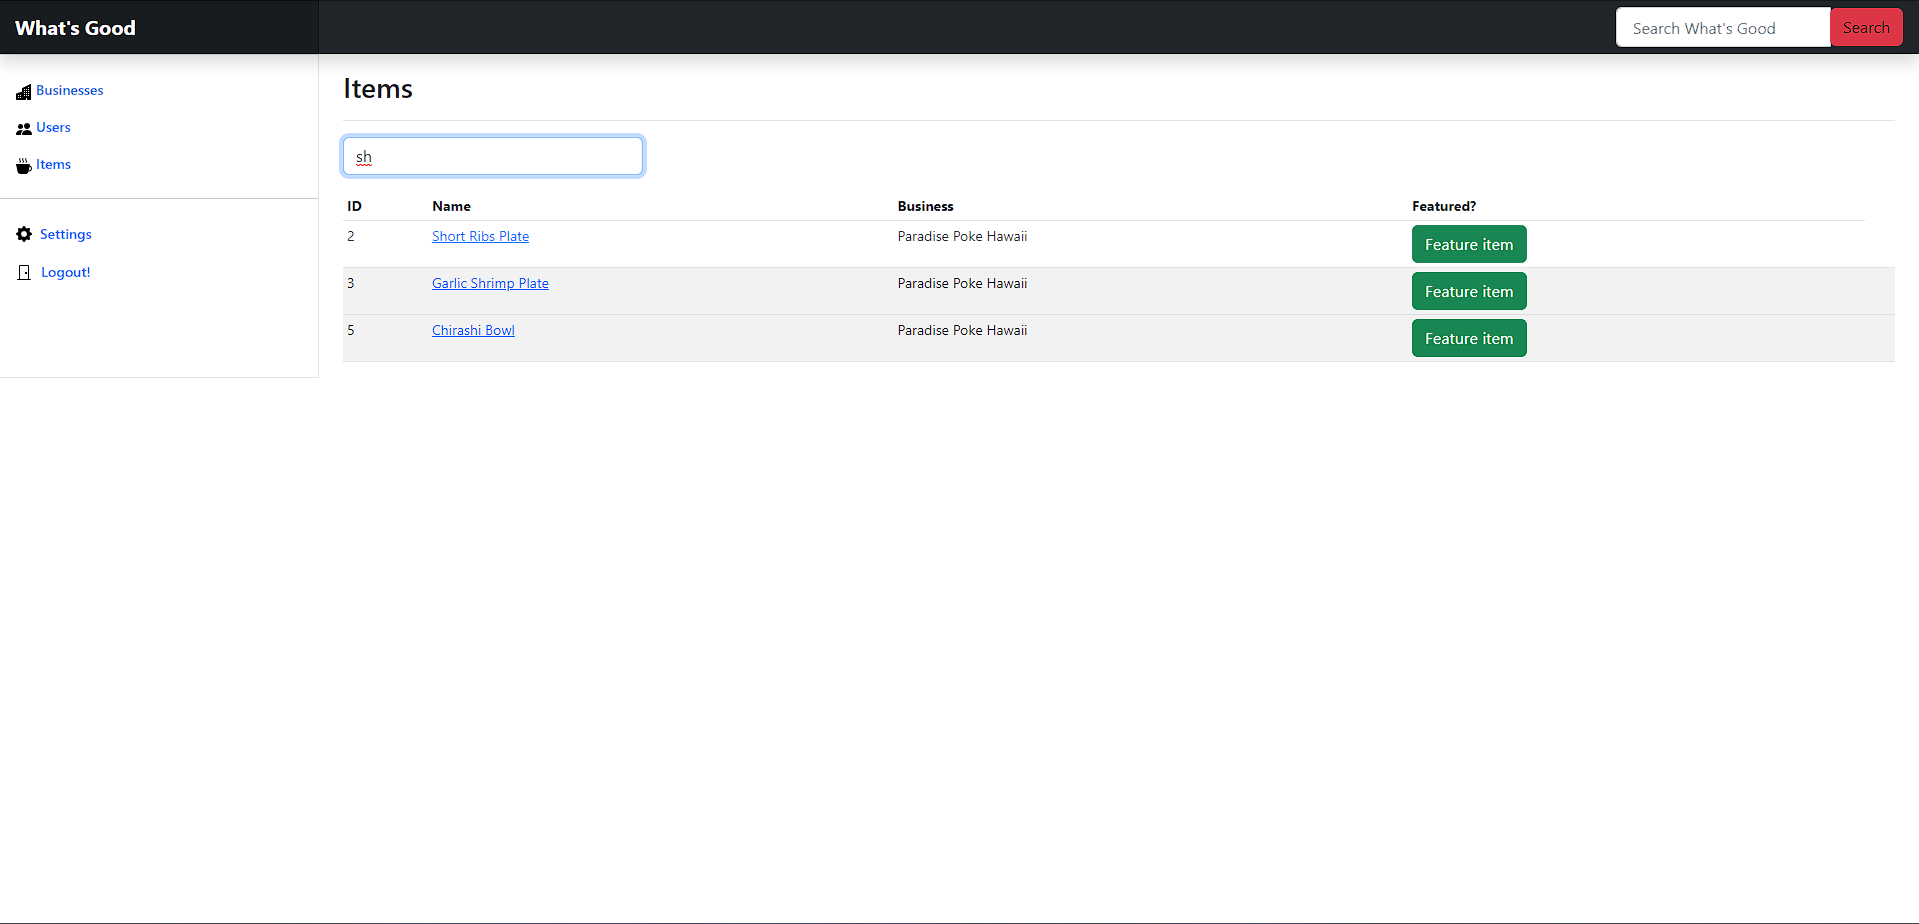 What's Good
Search What's Good
Search
Businesses
Users
Items
Settings
Logout!
Items
sh
ID Name Business Featured?
2 Short Ribs Plate Paradise Poke Hawaii Feature item
3 Garlic Shrimp Plate Paradise Poke Hawaii Feature item
5 Chirashi Bowl Paradise Poke Hawaii Feature item